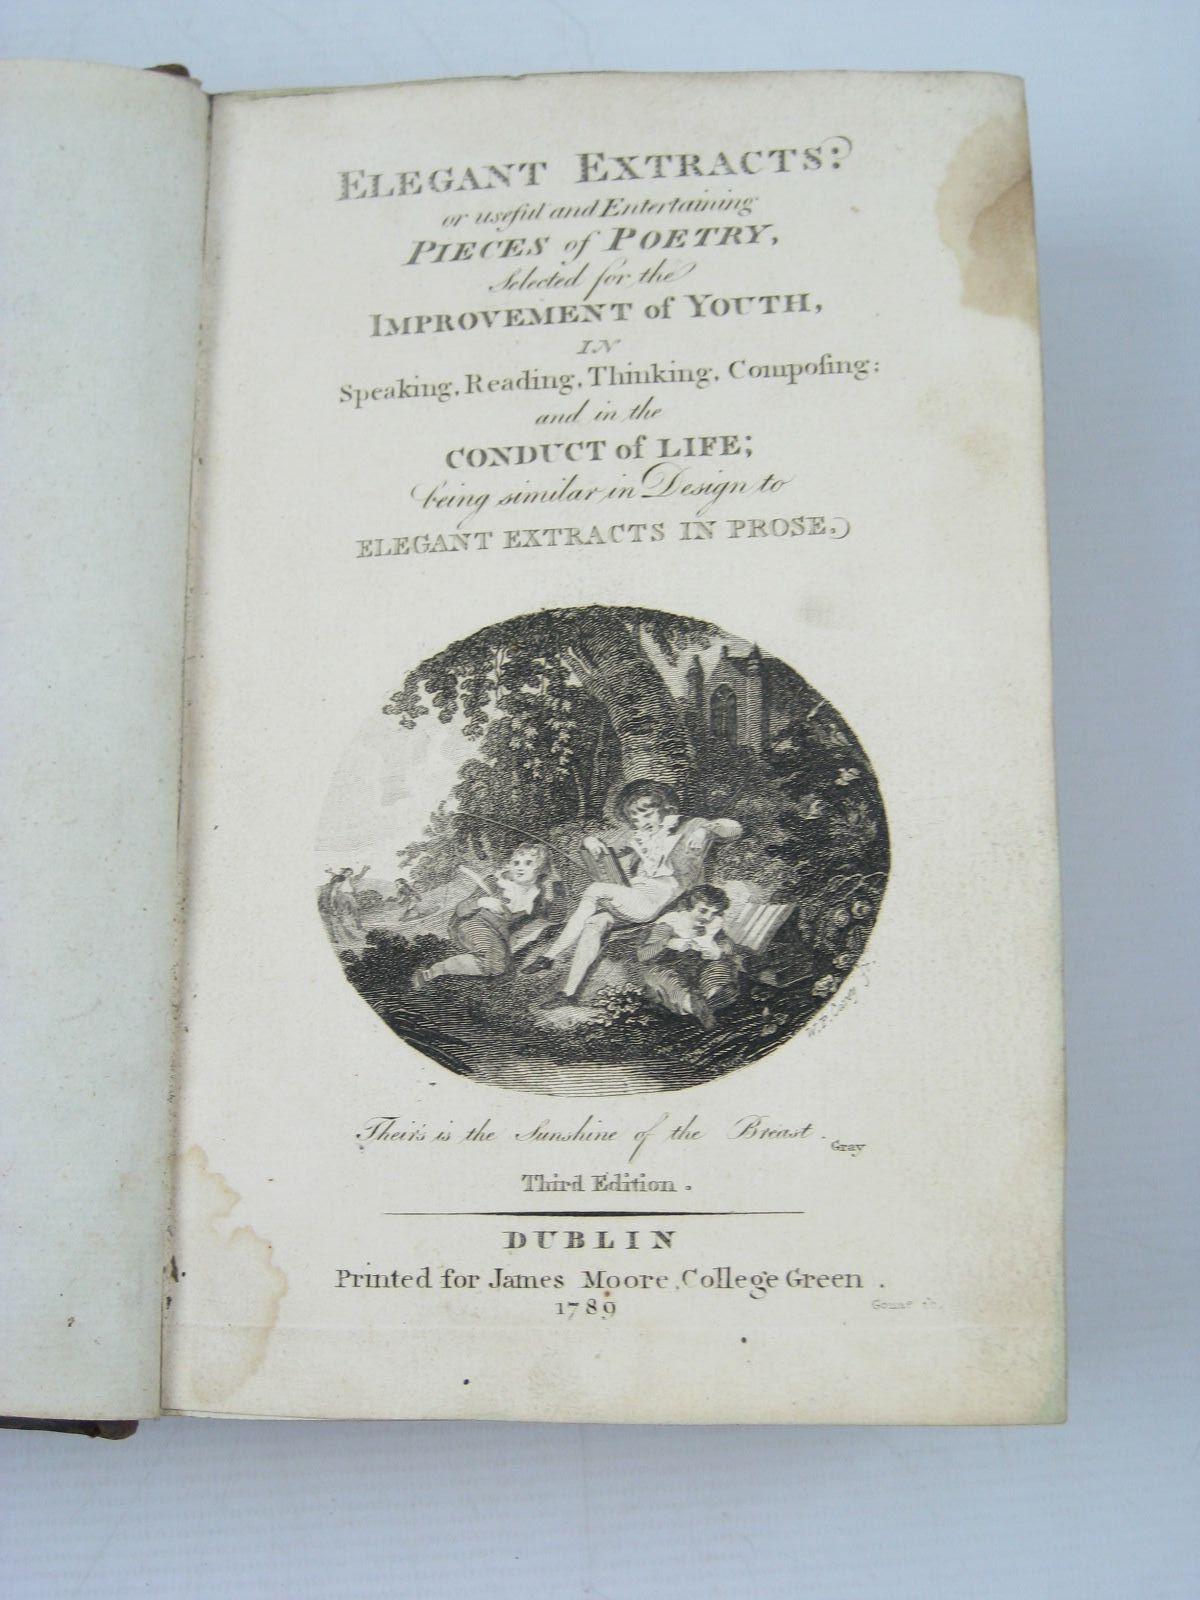 ELEGANT EXTRACTS:
or useful and Entertaining
PIECES of POETRY,
Selected for the
IMPROVEMENT of YOUTH,
IN
Speaking, Reading, Thinking, Compoſing:
and in the
CONDUCT of LIFE;
being similar in Design to
ELEGANT EXTRACTS IN PROSE.
W. P. Carey
Their's is the Sunshine of the Breast.
Gray
Third Edition.
DUBLIN
Printed for James Moore, College Green.
1789